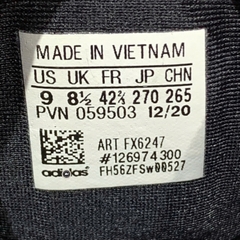 MADE IN VIETNAM
US UK FR JP CHN
9 8½ 42⅔ 270 265
PVN 059503 12/20
ART FX6247
#126974300
adidas FH56ZFSW00527